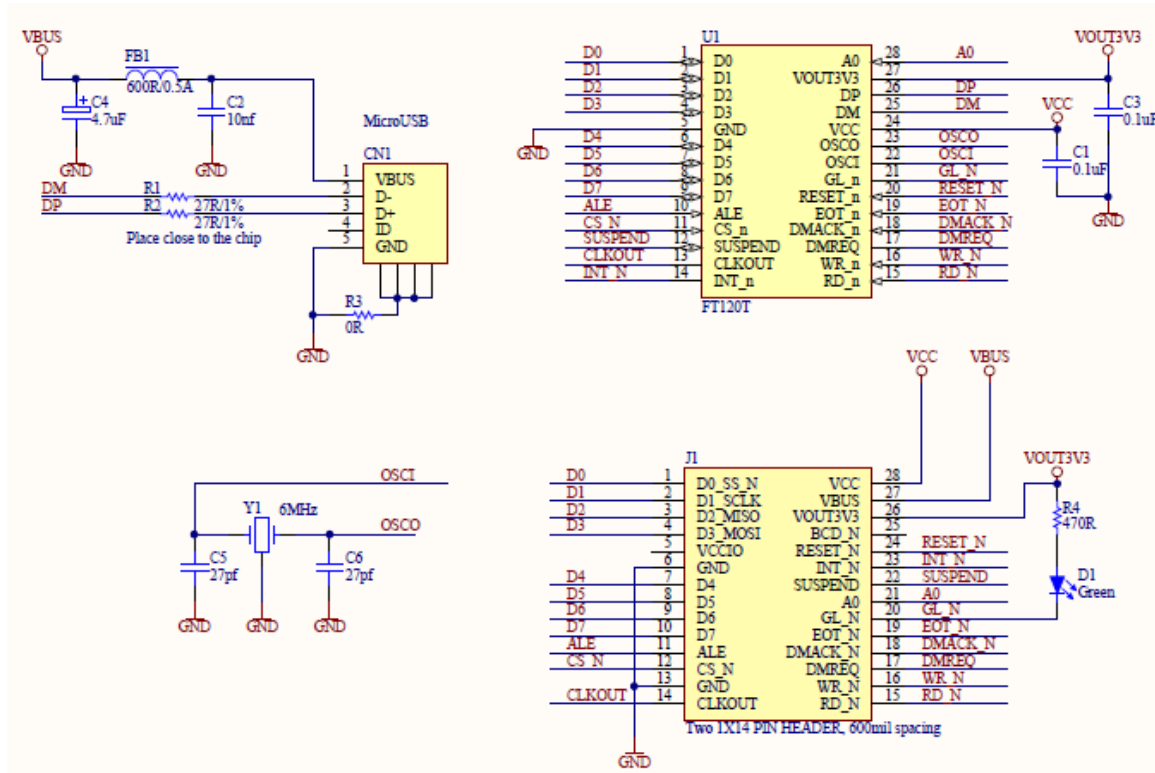 VBUS
FB1
600R/0.5A
C4
4.7uF
C2
10nf
GND
GND
MicroUSB
CN1
1 VBUS
2 D-
3 D+
4 ID
5 GND
DM
DP
R1
27R/1%
R2
27R/1%
Place close to the chip
R3
0R
GND
U1
D0 1 D0
D1 2 D1
D2 3 D2
D3 4 D3
GND 5 GND
D4 6 D4
D5 7 D5
D6 8 D6
D7 9 D7
ALE 10 ALE
CS_N 11 CS_n
SUSPEND 12 SUSPEND
CLKOUT 13 CLKOUT
INT_N 14 INT_n
A0 28 A0
VOUT3V3 27
DP 26 DP
DM 25 DM
VCC 24
OSCO 23 OSCO
OSCI 22 OSCI
GL_n 21 GL_N
RESET_n 20 RESET_N
EOT_n 19 EOT_N
DMACK_n 18 DMACK_N
DMREQ 17 DMREQ
WR_n 16 WR_N
RD_n 15 RD_N
FT120T
VOUT3V3
VCC
C3
0.1uF
C1
0.1uF
GND
OSCI
Y1
6MHz
OSCO
C5
27pf
C6
27pf
GND
GND
GND
VCC
VBUS
J1
D0 1 D0_SS_N
D1 2 D1_SCLK
D2 3 D2_MISO
D3 4 D3_MOSI
5 VCCIO
6 GND
D4 7 D4
D5 8 D5
D6 9 D6
D7 10 D7
ALE 11 ALE
CS_N 12 CS_N
13 GND
CLKOUT 14 CLKOUT
VCC 28
VBUS 27
VOUT3V3 26
BCD_N 25
RESET_N 24 RESET_N
INT_N 23 INT_N
SUSPEND 22 SUSPEND
A0 21 A0
GL_N 20 GL_N
EOT_N 19 EOT_N
DMACK_N 18 DMACK_N
DMREQ 17 DMREQ
WR_N 16 WR_N
RD_N 15 RD_N
Two 1X14 PIN HEADER, 600mil spacing
GND
VOUT3V3
R4
470R
D1
Green